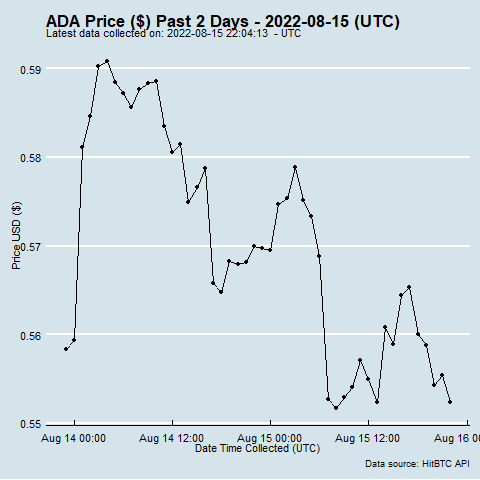 ADA Price ($) Past 2 Days - 2022-08-15 (UTC)
Latest data collected on: 2022-08-15 22:04:13 - UTC
0.59
0.58
0.57
0.56
0.55
Price USD ($)
Aug 14 00:00 Aug 14 12:00 Aug 15 00:00 Aug 15 12:00 Aug 16 00
Date Time Collected (UTC)
Data source: HitBTC API